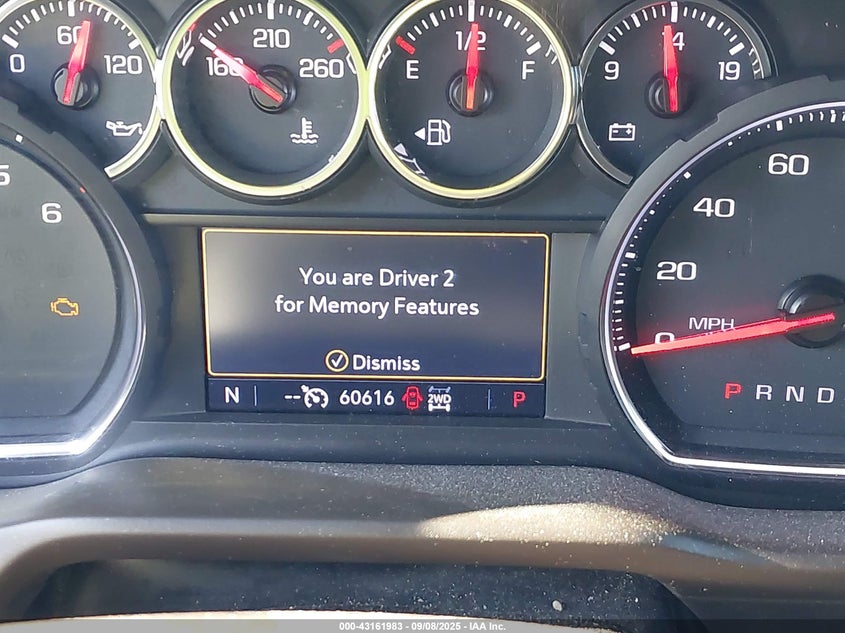 0 60 120
160 210 260
E 1/2 F
9 14 19
5
6
0 20 40 60
MPH
P R N D
You are Driver 2
for Memory Features
Dismiss
N -- 60616 2WD P
000-43161983 - 09/08/2025 - IAA Inc.